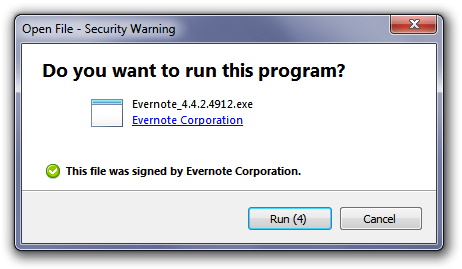 Open File - Security Warning
Do you want to run this program?
Evernote_4.4.2.4912.exe
Evernote Corporation
This file was signed by Evernote Corporation.
Run (4)
Cancel